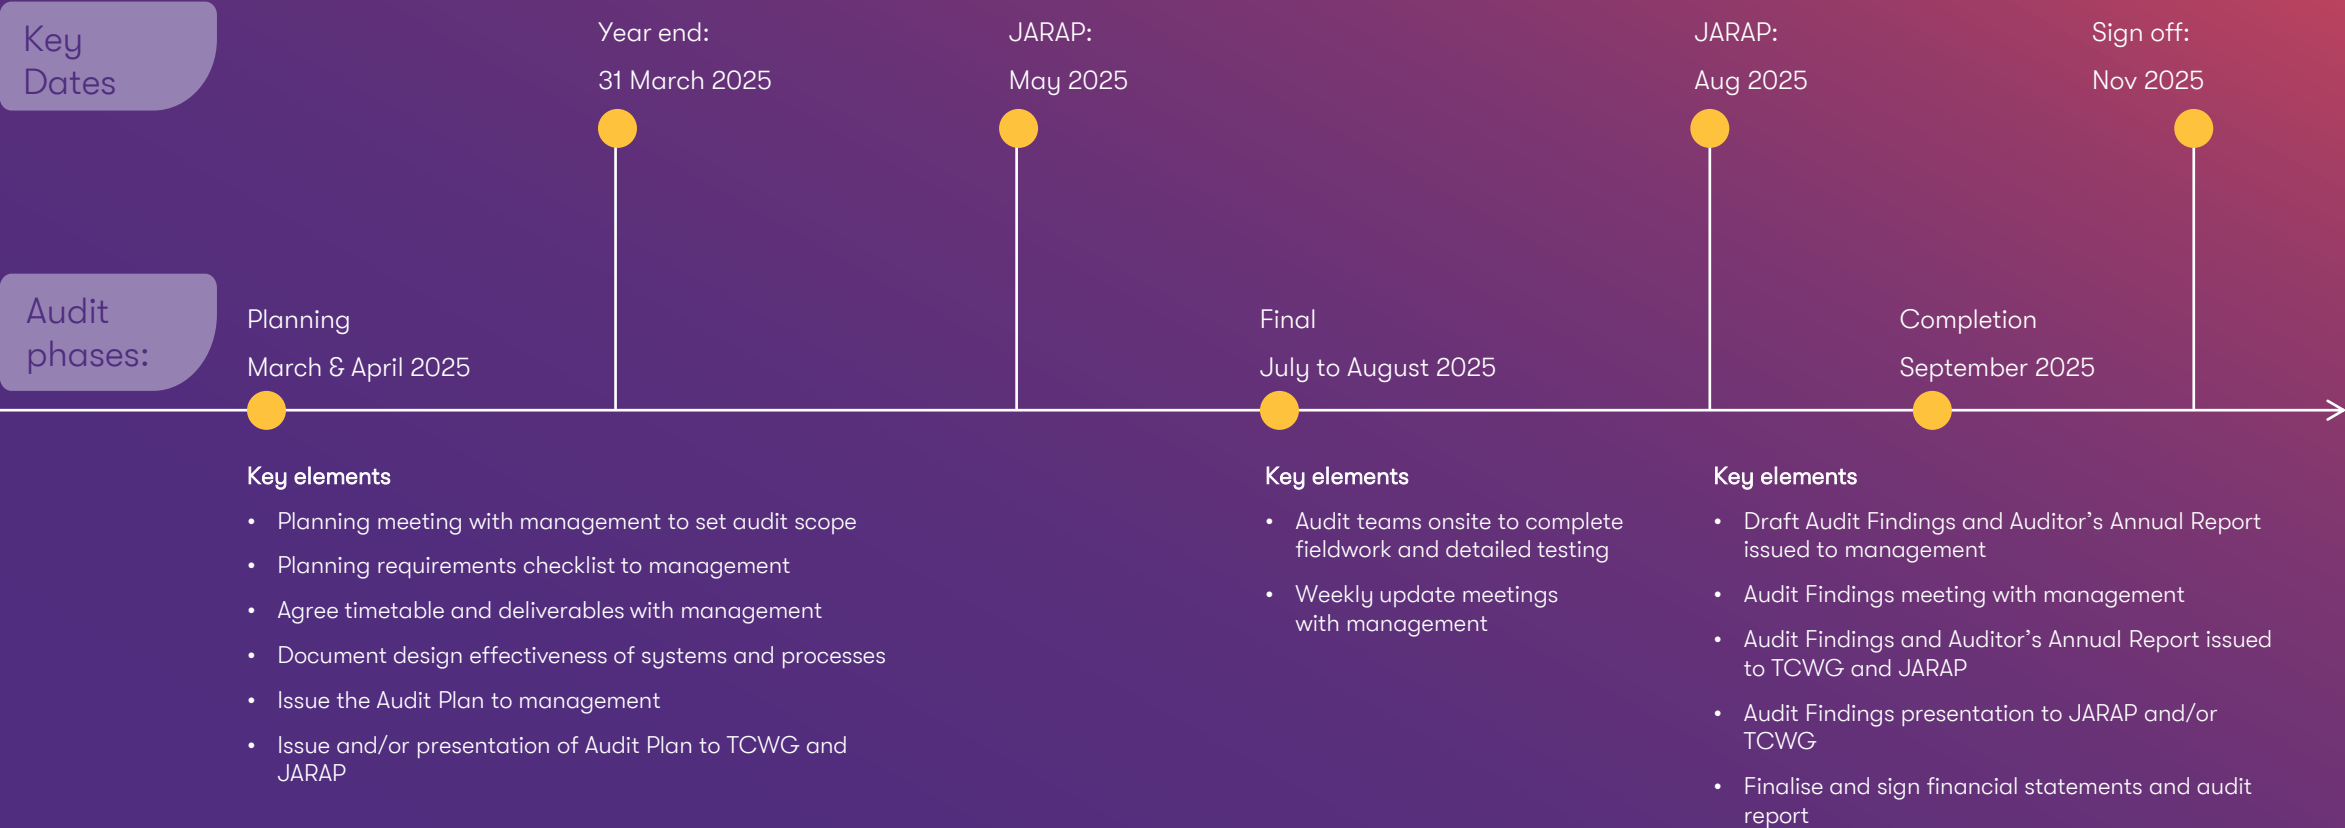 Key
Dates
Year end:
31 March 2025
JARAP:
May 2025
JARAP:
Aug 2025
Sign off:
Nov 2025
Audit
phases:
Planning
March & April 2025
Final
July to August 2025
Completion
September 2025
Key elements
• Planning meeting with management to set audit scope
• Planning requirements checklist to management
• Agree timetable and deliverables with management
• Document design effectiveness of systems and processes
• Issue the Audit Plan to management
• Issue and/or presentation of Audit Plan to TCWG and
JARAP
Key elements
• Audit teams onsite to complete
fieldwork and detailed testing
• Weekly update meetings
with management
Key elements
• Draft Audit Findings and Auditor’s Annual Report
issued to management
• Audit Findings meeting with management
• Audit Findings and Auditor’s Annual Report issued
to TCWG and JARAP
• Audit Findings presentation to JARAP and/or
TCWG
• Finalise and sign financial statements and audit
report